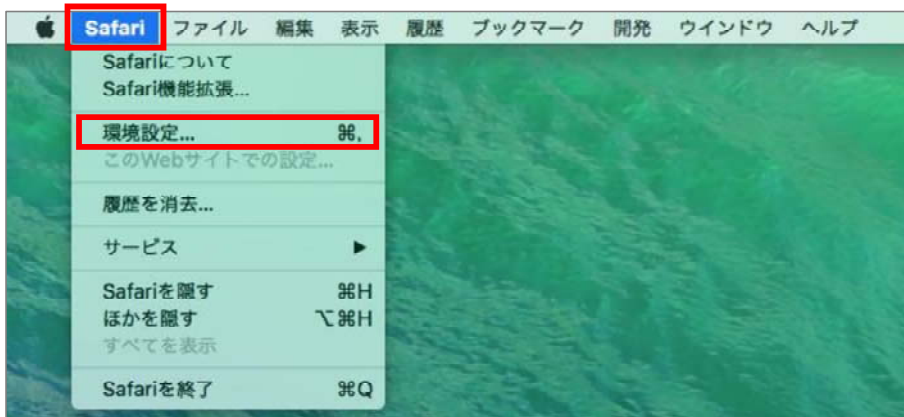 Safari ファイル 編集 表示 履歴 ブックマーク 開発 ウインドウ ヘルプ
Safariについて
Safari機能拡張...
環境設定... ⌘,
このWebサイトでの設定...
履歴を消去...
サービス ▶
Safariを隠す ⌘H
ほかを隠す ⌥⌘H
すべてを表示
Safariを終了 ⌘Q